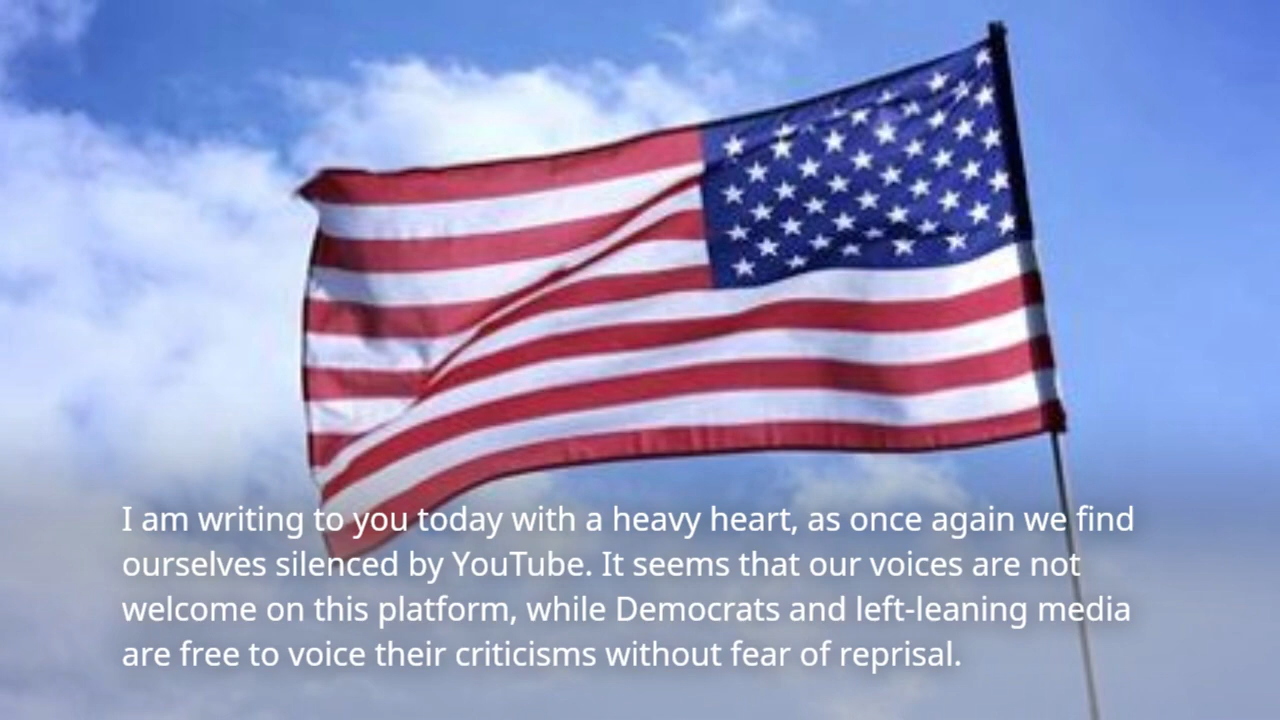 I am writing to you today with a heavy heart, as once again we find
ourselves silenced by YouTube. It seems that our voices are not
welcome on this platform, while Democrats and left-leaning media
are free to voice their criticisms without fear of reprisal.